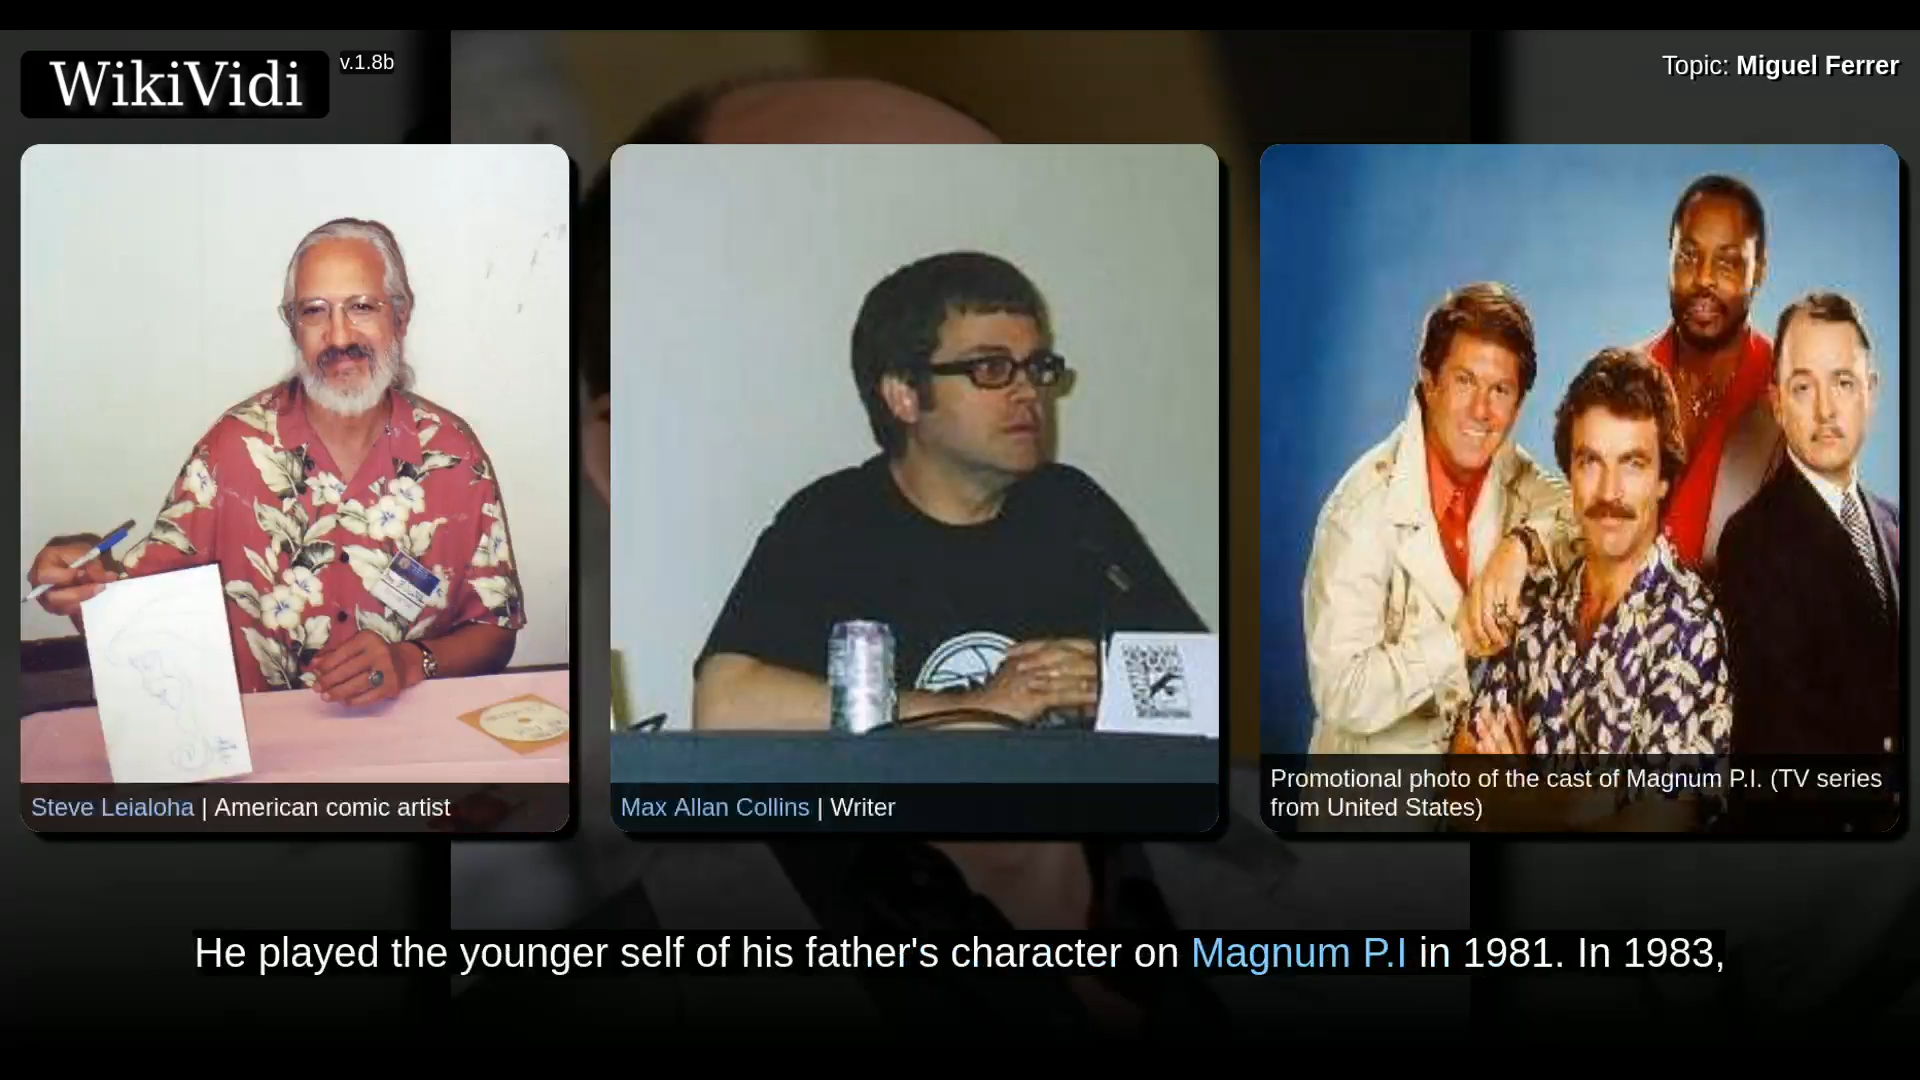 WikiVidi
v.1.8b
Topic: Miguel Ferrer
Steve Leialoha | American comic artist
Max Allan Collins | Writer
Promotional photo of the cast of Magnum P.I. (TV series
from United States)
He played the younger self of his father's character on Magnum P.I in 1981. In 1983,